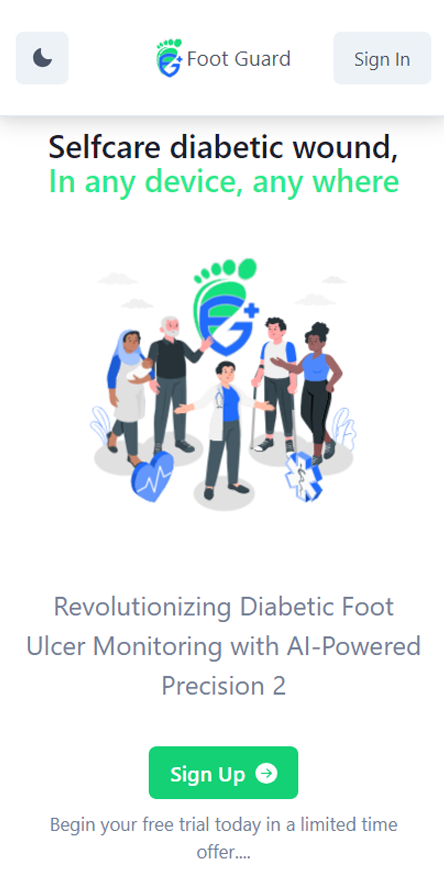 Foot Guard
Sign In
Selfcare diabetic wound,
In any device, any where
FG
Revolutionizing Diabetic Foot
Ulcer Monitoring with AI-Powered
Precision 2
Sign Up
Begin your free trial today in a limited time
offer....